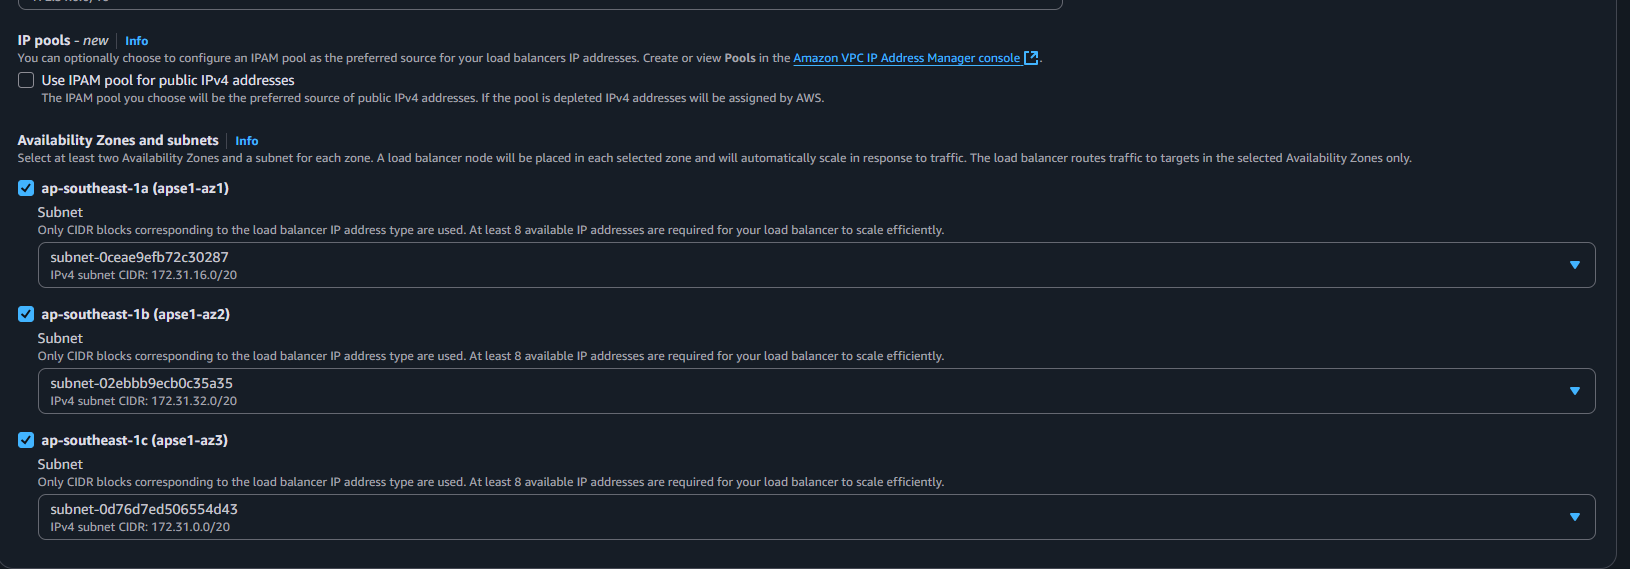 IP pools - new Info
You can optionally choose to configure an IPAM pool as the preferred source for your load balancers IP addresses. Create or view Pools in the Amazon VPC IP Address Manager console.
Use IPAM pool for public IPv4 addresses
The IPAM pool you choose will be the preferred source of public IPv4 addresses. If the pool is depleted IPv4 addresses will be assigned by AWS.
Availability Zones and subnets Info
Select at least two Availability Zones and a subnet for each zone. A load balancer node will be placed in each selected zone and will automatically scale in response to traffic. The load balancer routes traffic to targets in the selected Availability Zones only.
ap-southeast-1a (apse1-az1)
Subnet
Only CIDR blocks corresponding to the load balancer IP address type are used. At least 8 available IP addresses are required for your load balancer to scale efficiently.
subnet-0ceae9efb72c30287
IPv4 subnet CIDR: 172.31.16.0/20
ap-southeast-1b (apse1-az2)
Subnet
Only CIDR blocks corresponding to the load balancer IP address type are used. At least 8 available IP addresses are required for your load balancer to scale efficiently.
subnet-02ebbb9ecb0c35a35
IPv4 subnet CIDR: 172.31.32.0/20
ap-southeast-1c (apse1-az3)
Subnet
Only CIDR blocks corresponding to the load balancer IP address type are used. At least 8 available IP addresses are required for your load balancer to scale efficiently.
subnet-0d76d7ed506554d43
IPv4 subnet CIDR: 172.31.0.0/20